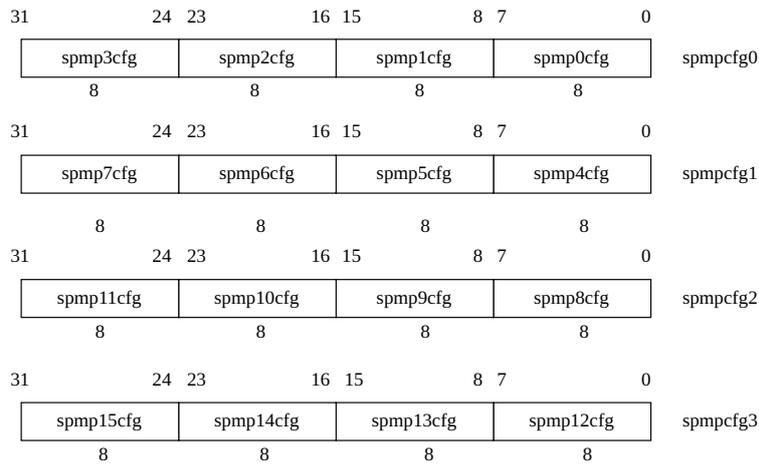 31 24 23 16 15 8 7 0
spmp3cfg spmp2cfg spmp1cfg spmp0cfg spmpcfg0
8 8 8 8
31 24 23 16 15 8 7 0
spmp7cfg spmp6cfg spmp5cfg spmp4cfg spmpcfg1
8 8 8 8
31 24 23 16 15 8 7 0
spmp11cfg spmp10cfg spmp9cfg spmp8cfg spmpcfg2
8 8 8 8
31 24 23 16 15 8 7 0
spmp15cfg spmp14cfg spmp13cfg spmp12cfg spmpcfg3
8 8 8 8